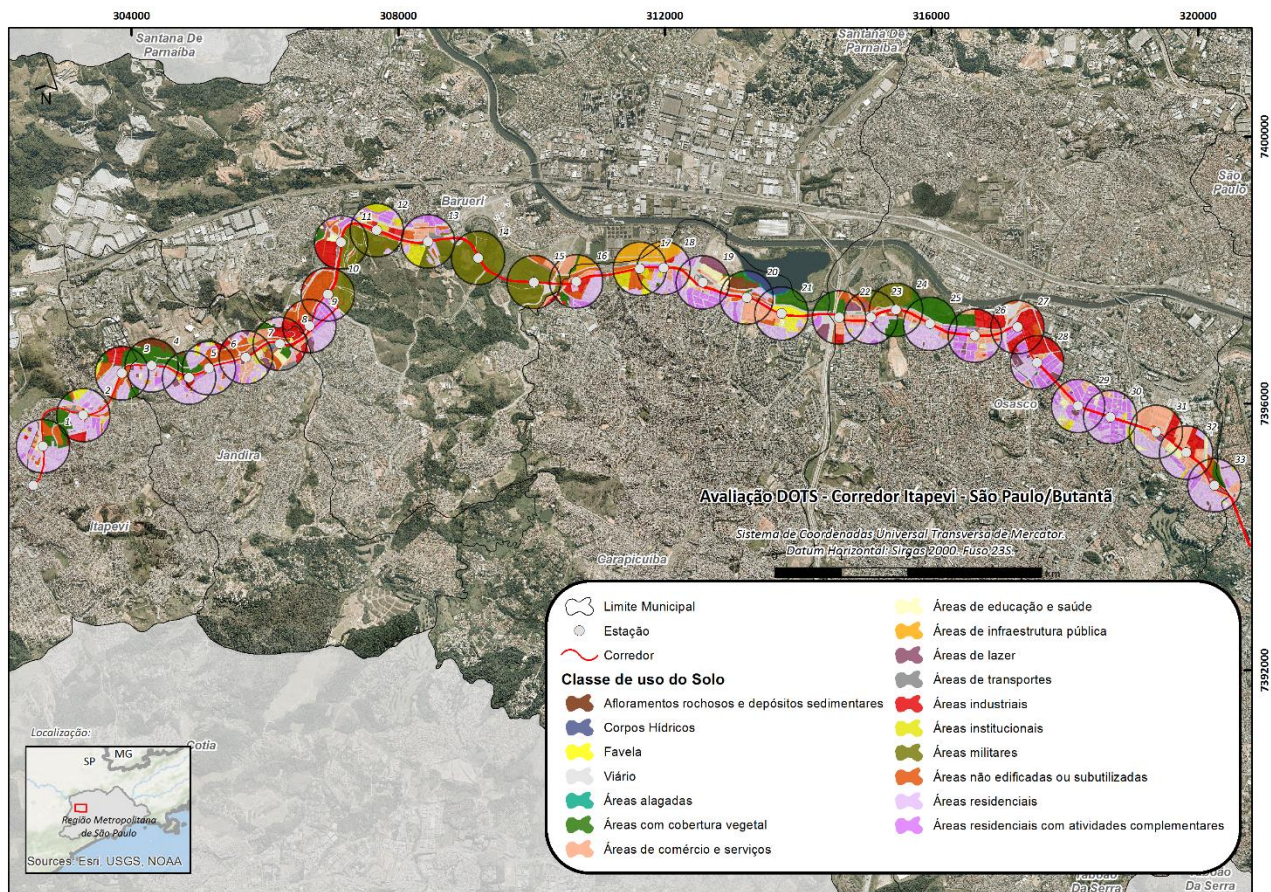 304000
308000
312000
316000
320000
Santana De
Parnaíba
Santana De
Parnaíba
7400000
N
São
Paulo
Barueri
12
11
13
14
10
15
16
17
18
19
20
21
22
23
24
25
26
27
28
29
30
31
32
33
9
8
7
6
5
4
3
2
1
7396000
Osasco
Jandira
Itapevi
Carapicuiba
Avaliação DOTS - Corredor Itapevi - São Paulo/Butantã
Sistema de Coordenadas Universal Transversa de Mercator.
Datum Horizontal: Sirgas 2000. Fuso 23S.
km
7392000
Limite Municipal
Estação
Corredor
Classe de uso do Solo
Afloramentos rochosos e depósitos sedimentares
Corpos Hídricos
Favela
Viário
Áreas alagadas
Áreas com cobertura vegetal
Áreas de comércio e serviços
Áreas de educação e saúde
Áreas de infraestrutura pública
Áreas de lazer
Áreas de transportes
Áreas industriais
Áreas institucionais
Áreas militares
Áreas não edificadas ou subutilizadas
Áreas residenciais
Áreas residenciais com atividades complementares
Localização:
Cotia
SP
MG
Região Metropolitana
de São Paulo
Sources: Esri, USGS, NOAA
Taboão
Da Serra
Da Serra